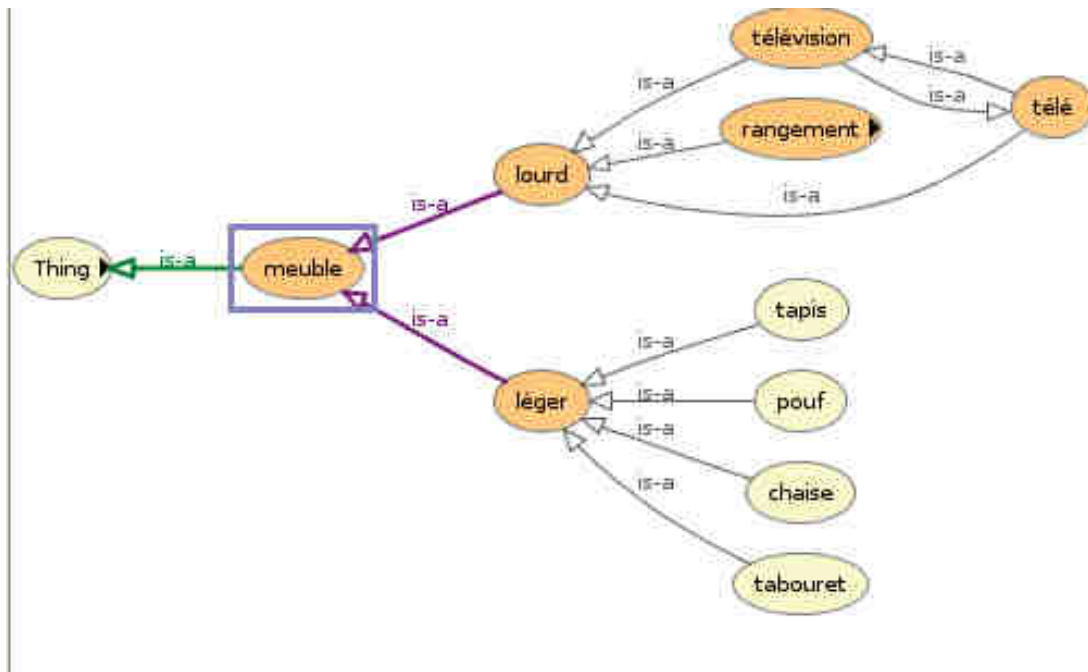 télévision
is-a
is-a
is-a
télé
rangement
is-a
lourd
is-a
is-a
Thing
is-a
meuble
is-a
léger
is-a
tapis
is-a
pouf
is-a
chaise
is-a
tabouret